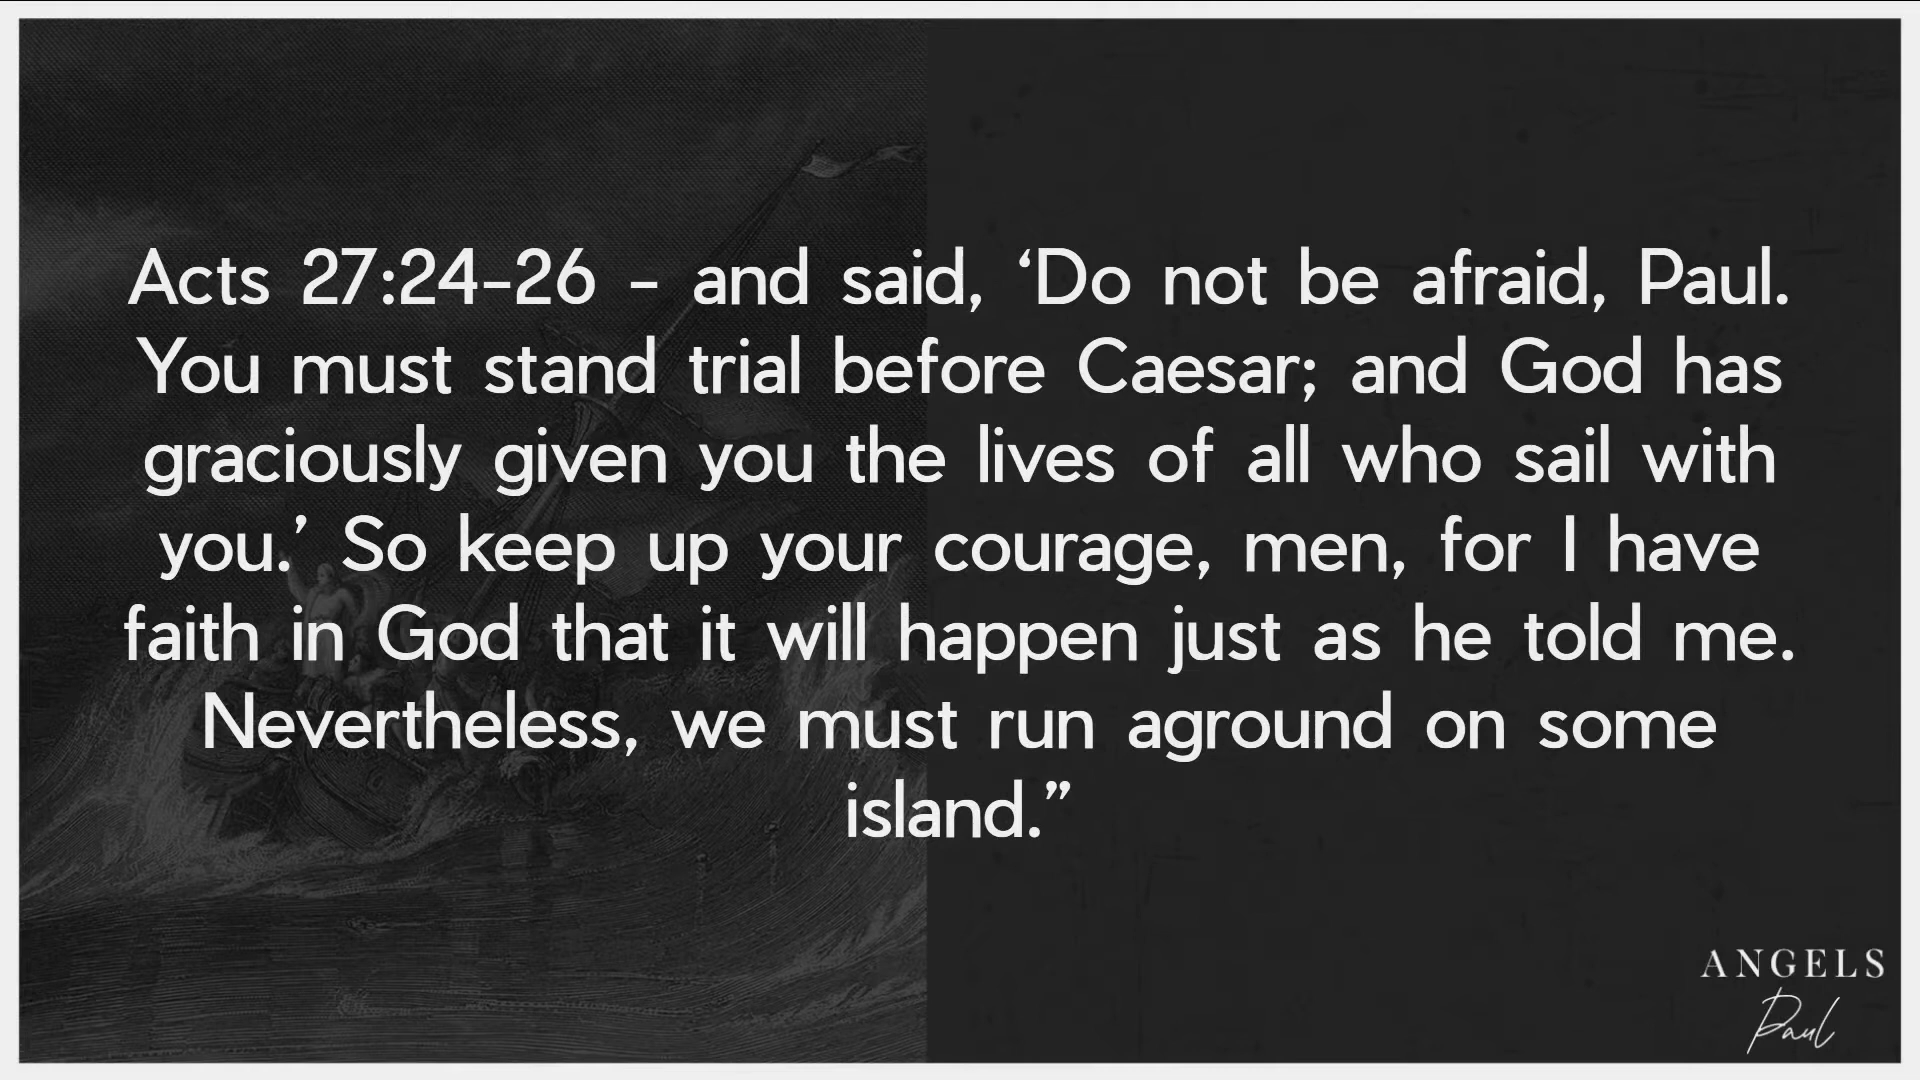 Acts 27:24-26 - and said, ‘Do not be afraid, Paul.
You must stand trial before Caesar; and God has
graciously given you the lives of all who sail with
you.’ So keep up your courage, men, for I have
faith in God that it will happen just as he told me.
Nevertheless, we must run aground on some
island.”
ANGELS
Paul